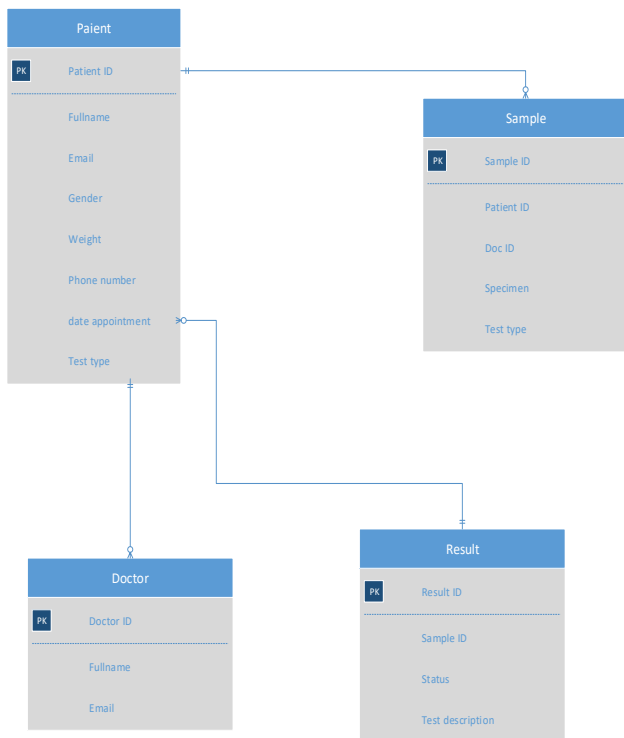 Paient
PK Patient ID
Fullname
Email
Gender
Weight
Phone number
date appointment
Test type
Sample
PK Sample ID
Patient ID
Doc ID
Specimen
Test type
Doctor
PK Doctor ID
Fullname
Email
Result
PK Result ID
Sample ID
Status
Test description